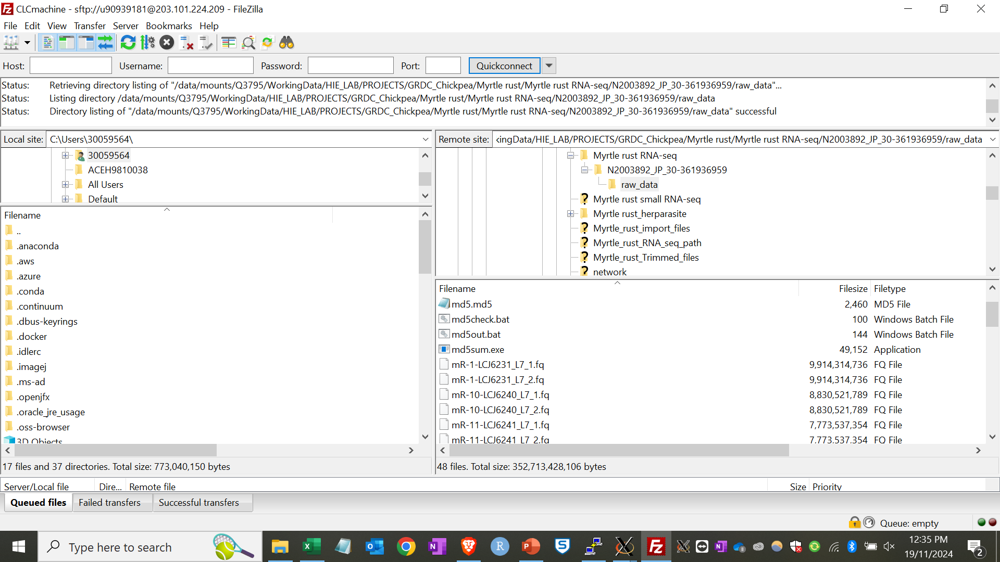 CLCmachine - sftp://u90939181@203.101.224.209 - FileZilla
File Edit View Transfer Server Bookmarks Help
Host: Username: Password: Port: Quickconnect
Status: Retrieving directory listing of "/data/mounts/Q3795/WorkingData/HIE_LAB/PROJECTS/GRDC_Chickpea/Myrtle rust/Myrtle rust RNA-seq/N2003892_JP_30-361936959/raw_data"...
Status: Listing directory /data/mounts/Q3795/WorkingData/HIE_LAB/PROJECTS/GRDC_Chickpea/Myrtle rust/Myrtle rust RNA-seq/N2003892_JP_30-361936959/raw_data
Status: Directory listing of "/data/mounts/Q3795/WorkingData/HIE_LAB/PROJECTS/GRDC_Chickpea/Myrtle rust/Myrtle rust RNA-seq/N2003892_JP_30-361936959/raw_data" successful
Local site: C:\Users\30059564\
30059564
ACEH9810038
All Users
Default
Filename
..
.anaconda
.aws
.azure
.conda
.continuum
.dbus-keyrings
.docker
.idlerc
.imagej
.ms-ad
.openjfx
.oracle_jre_usage
.oss-browser
3D Objects
17 files and 37 directories. Total size: 773,040,150 bytes
Remote site: kingData/HIE_LAB/PROJECTS/GRDC_Chickpea/Myrtle rust/Myrtle rust RNA-seq/N2003892_JP_30-361936959/raw_data
Myrtle rust RNA-seq
N2003892_JP_30-361936959
raw_data
Myrtle rust small RNA-seq
Myrtle rust_herparasite
Myrtle_rust_import_files
Myrtle_rust_RNA_seq_path
Myrtle_rust_Trimmed_files
network
Filename Filesize Filetype
md5.md5 2,460 MD5 File
md5check.bat 100 Windows Batch File
md5out.bat 144 Windows Batch File
md5sum.exe 49,152 Application
mR-1-LCJ6231_L7_1.fq 9,914,314,736 FQ File
mR-1-LCJ6231_L7_2.fq 9,914,314,736 FQ File
mR-10-LCJ6240_L7_1.fq 8,830,521,789 FQ File
mR-10-LCJ6240_L7_2.fq 8,830,521,789 FQ File
mR-11-LCJ6241_L7_1.fq 7,773,537,354 FQ File
mR-11-LCJ6241_L7_2.fq 7,773,537,354 FQ File
48 files. Total size: 352,713,428,106 bytes
Server/Local file Dire... Remote file Size Priority
Queued files Failed transfers Successful transfers
Queue: empty
Type here to search
12:35 PM
19/11/2024
2